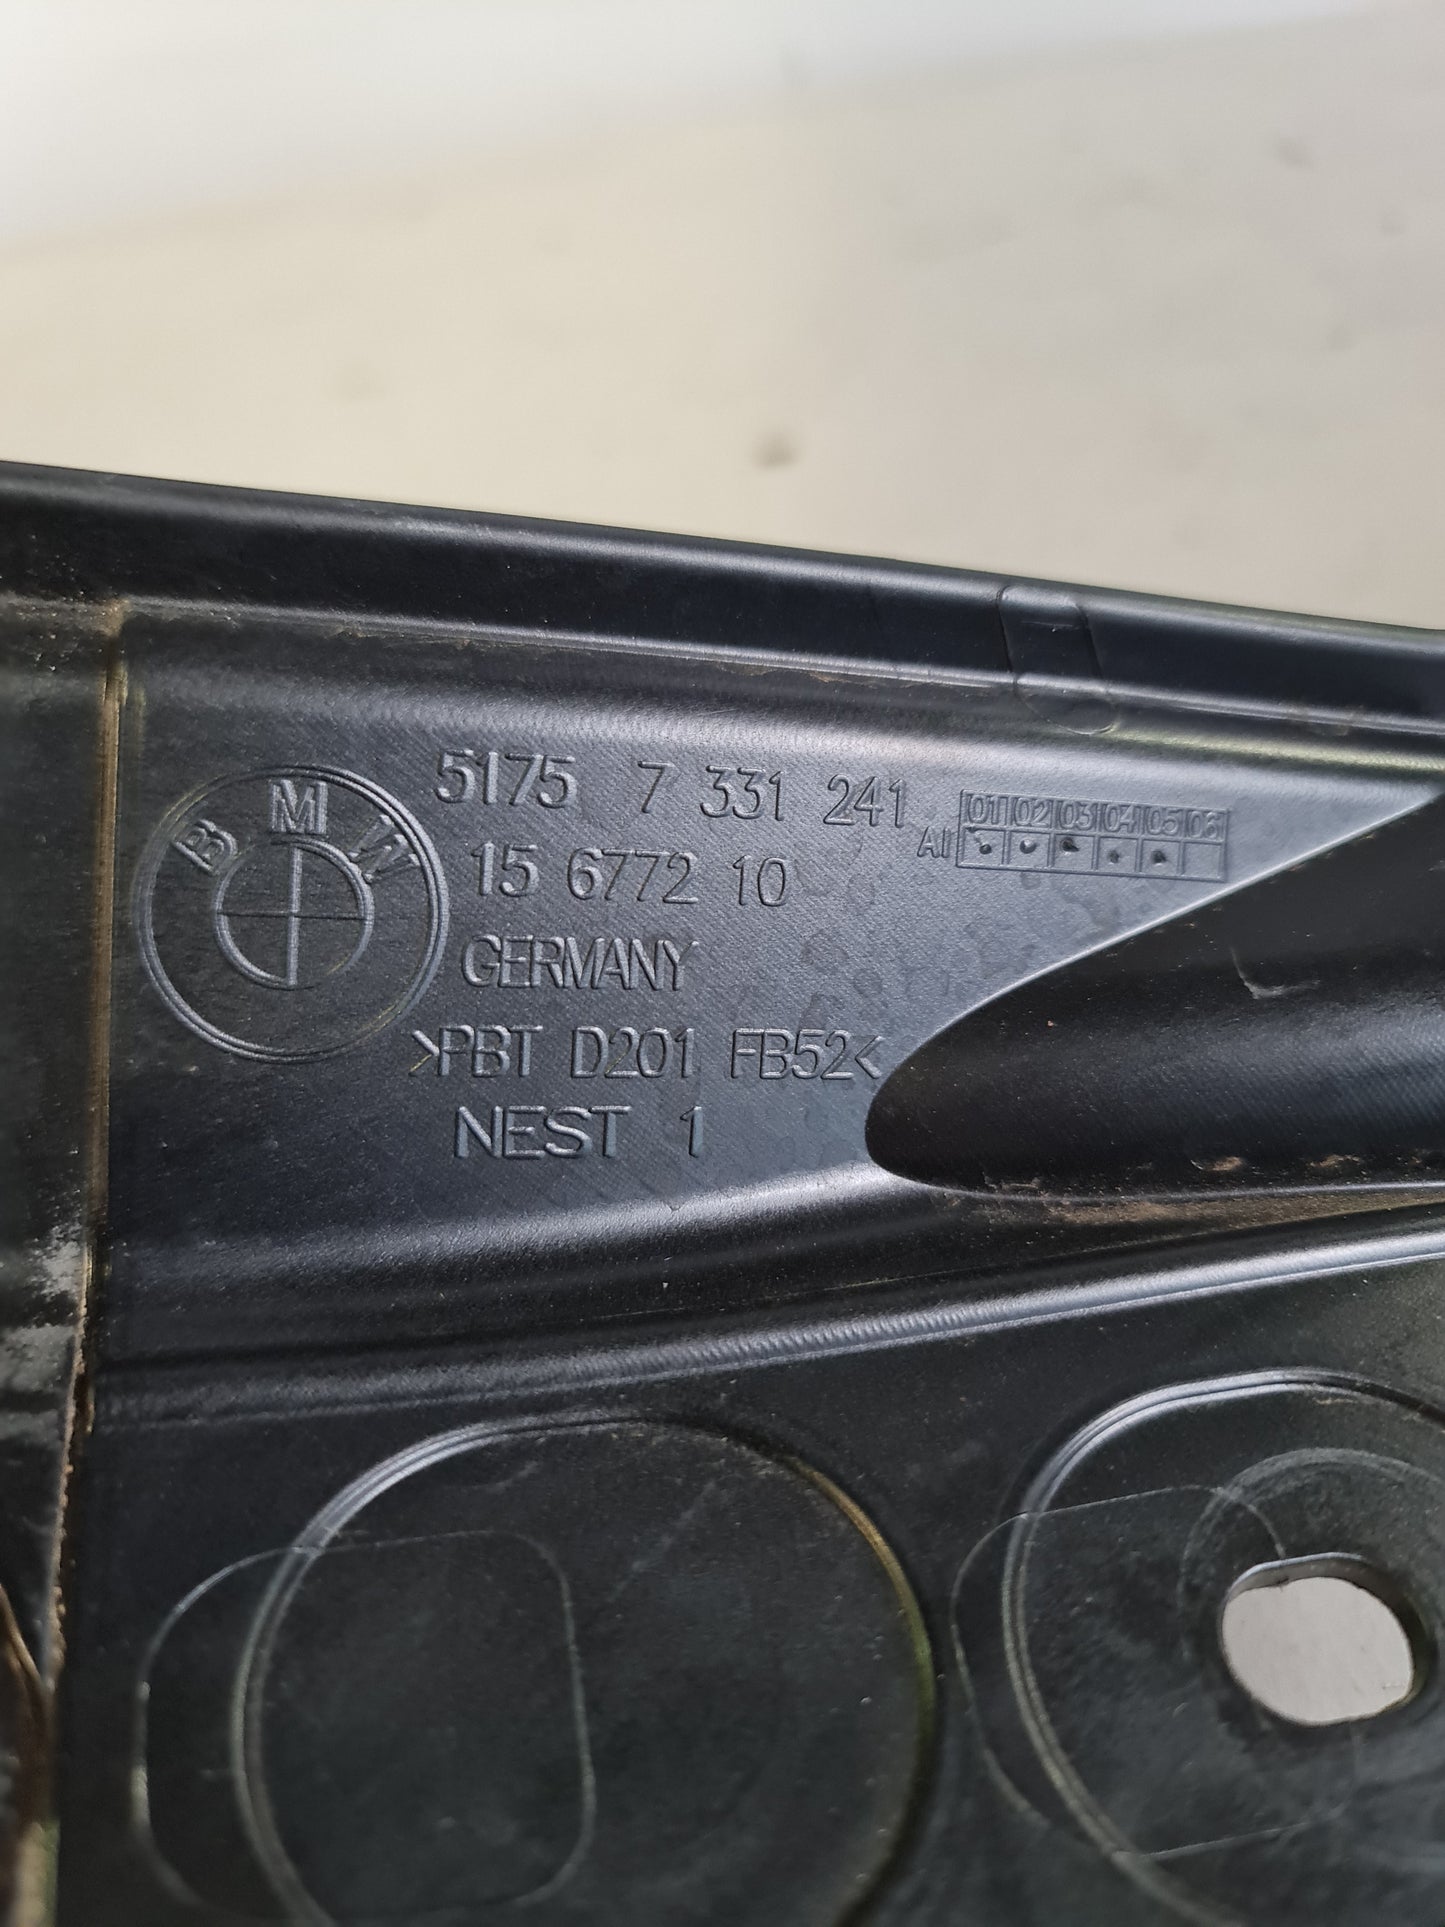 BMW
5175 7 331 241
AI 01 02 03 04 05 06
15 6772 10
GERMANY
>PBT D201 FB52<
NEST 1